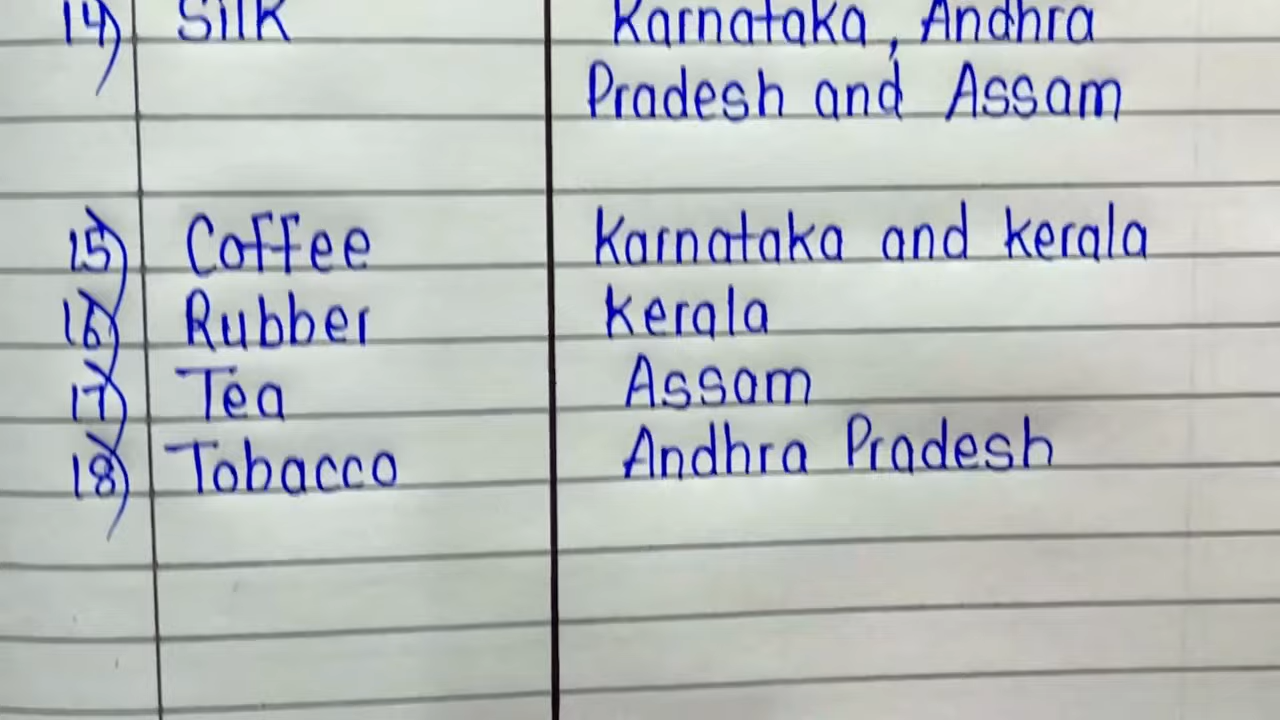 14) Silk Karnataka, Andhra
Pradesh and Assam
15) Coffee Karnataka and kerala
16) Rubber kerala
17) Tea Assam
18) Tobacco Andhra Pradesh